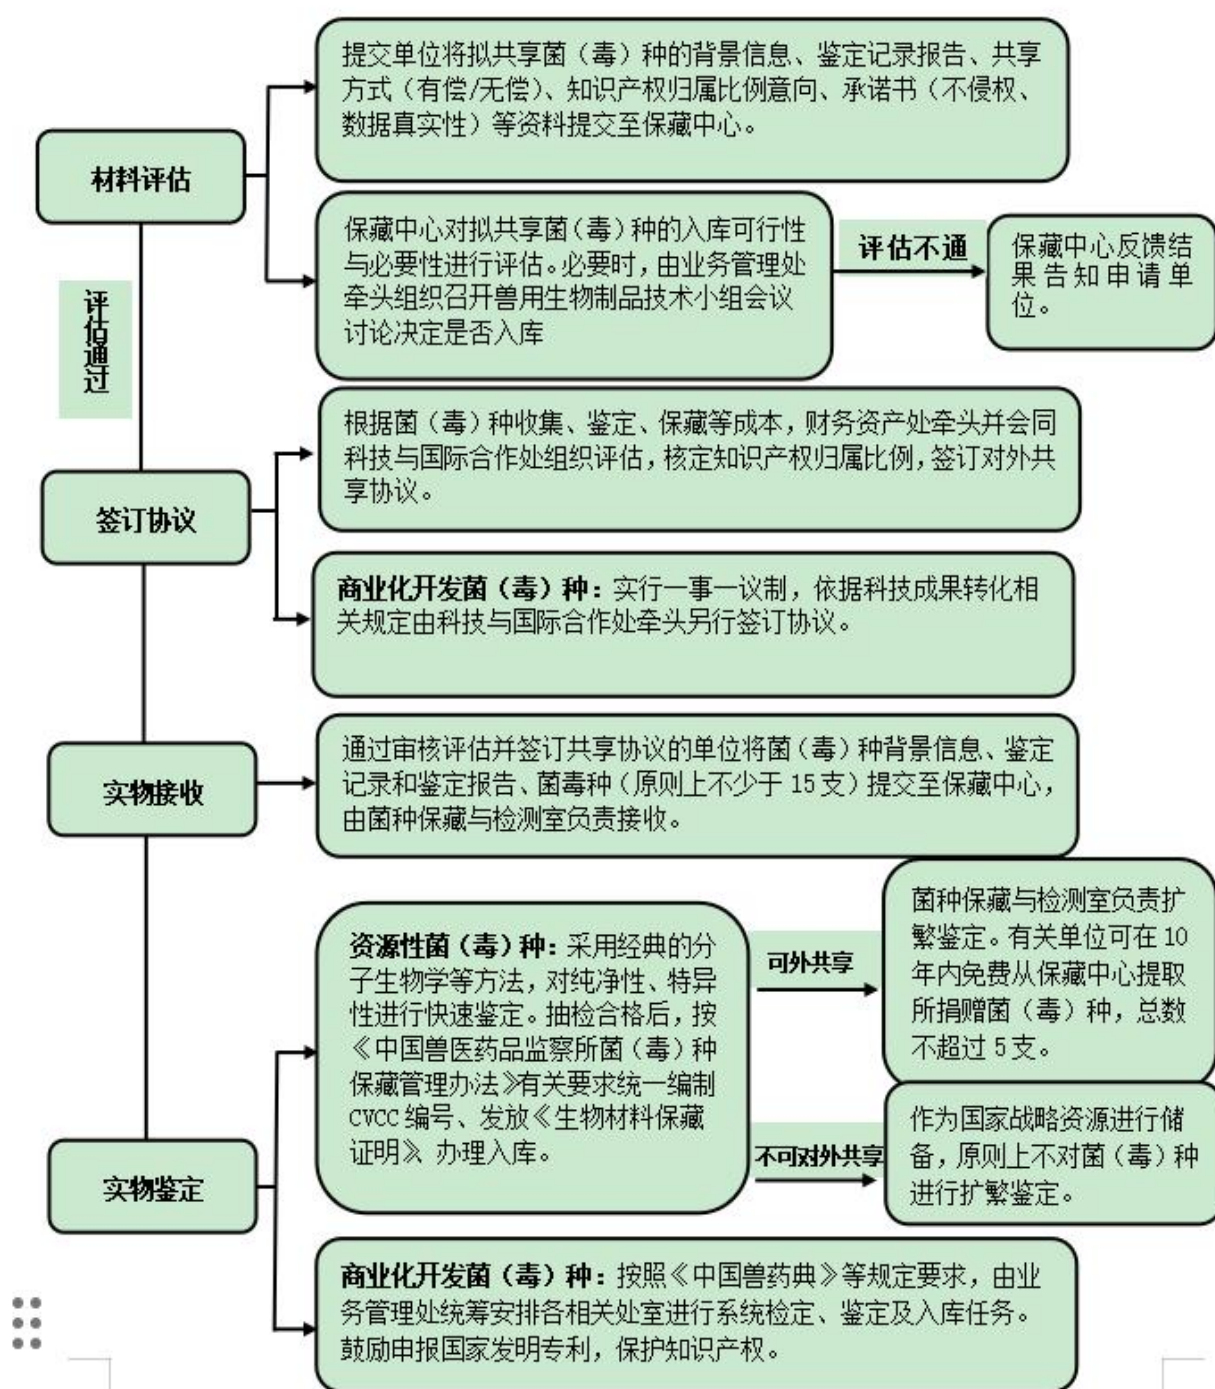 提交单位将拟共享菌（毒）种的背景信息、鉴定记录报告、共享
方式（有偿/无偿）、知识产权归属比例意向、承诺书（不侵权、
数据真实性）等资料提交至保藏中心。
材料评估
保藏中心对拟共享菌（毒）种的入库可行性
与必要性进行评估。必要时，由业务管理处
牵头组织召开兽用生物制品技术小组会议
讨论决定是否入库
评估不通
保藏中心反馈结
果告知申请单
位。
评估通过
根据菌（毒）种收集、鉴定、保藏等成本，财务资产处牵头并会同
科技与国际合作处组织评估，核定知识产权归属比例，签订对外共
享协议。
签订协议
商业化开发菌（毒）种：实行一事一议制，依据科技成果转化相
关规定由科技与国际合作处牵头另行签订协议。
通过审核评估并签订共享协议的单位将菌（毒）种背景信息、鉴定
记录和鉴定报告、菌毒种（原则上不少于 15 支）提交至保藏中心，
由菌种保藏与检测室负责接收。
实物接收
资源性菌（毒）种：采用经典的分
子生物学等方法，对纯净性、特异
性进行快速鉴定。抽检合格后，按
《中国兽医药品监察所菌（毒）种
保藏管理办法》有关要求统一编制
CVCC 编号、发放《生物材料保藏
证明》、办理入库。
可外共享
菌种保藏与检测室负责扩
繁鉴定。有关单位可在 10
年内免费从保藏中心提取
所捐赠菌（毒）种，总数
不超过 5 支。
不可对外共享
作为国家战略资源进行储
备，原则上不对菌（毒）种
进行扩繁鉴定。
实物鉴定
商业化开发菌（毒）种：按照《中国兽药典》等规定要求，由业
务管理处统筹安排各相关处室进行系统检定、鉴定及入库任务。
鼓励申报国家发明专利，保护知识产权。